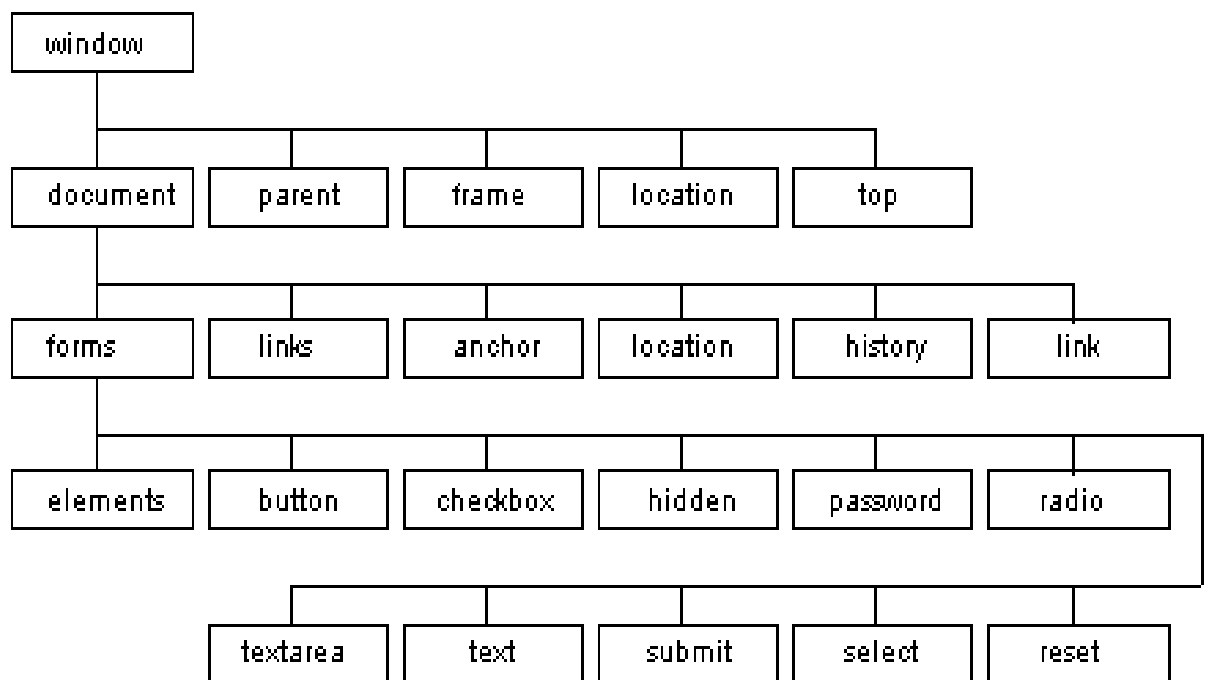 window
document parent frame location top
forms links anchor location history link
elements button checkbox hidden password radio
textarea text submit select reset